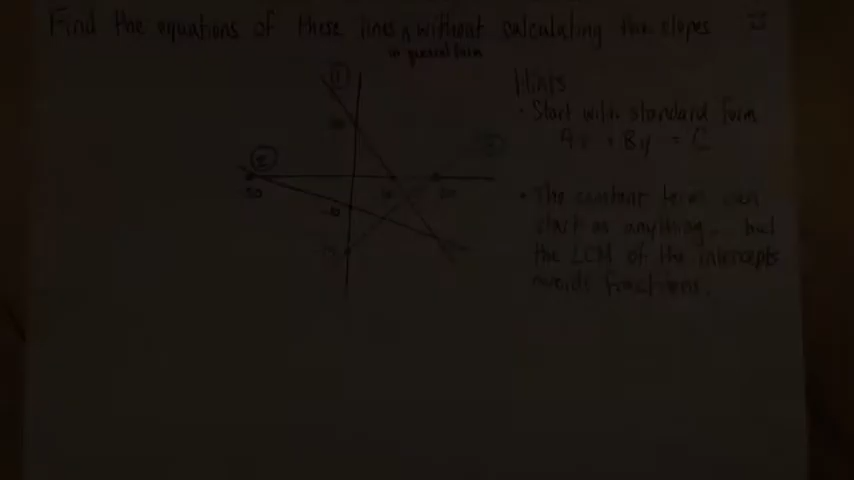 Find the equations of these lines ^ without calculating their slopes
in general form
Hints
• Start with standard form
Ax + By = C
• The constant term can
start as anything... but
the LCM of the intercepts
avoids fractions.